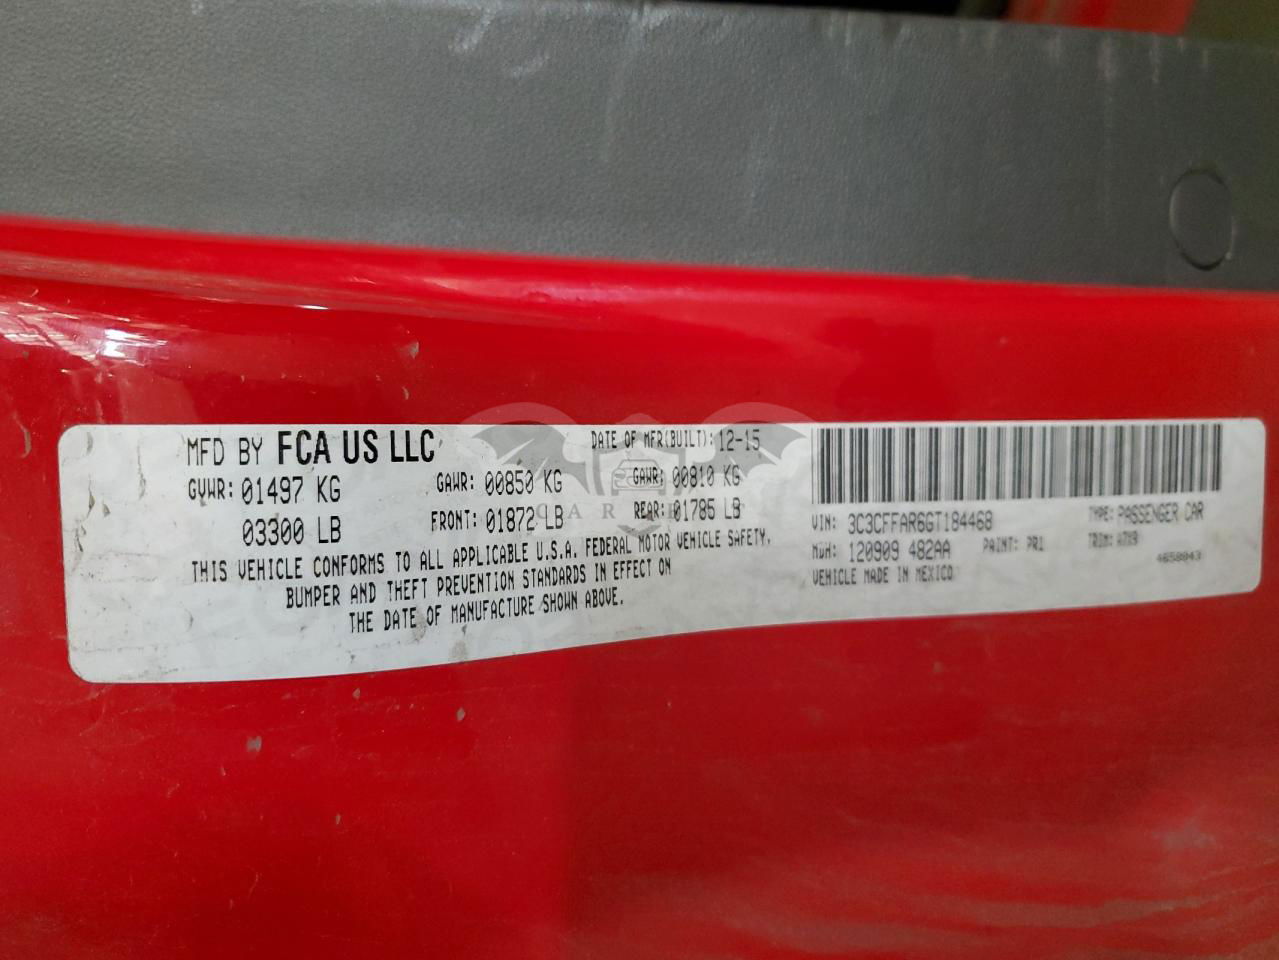 MFD BY FCA US LLC
DATE OF MFR(BUILT): 12-15
GVWR: 01497 KG
GAWR: 00850 KG
GAWR: 00810 KG
03300 LB
FRONT: 01872 LB
REAR: 01785 LB
THIS VEHICLE CONFORMS TO ALL APPLICABLE U.S.A. FEDERAL MOTOR VEHICLE SAFETY,
BUMPER AND THEFT PREVENTION STANDARDS IN EFFECT ON
THE DATE OF MANUFACTURE SHOWN ABOVE.
VIN: 3C3CFFAR6GT184468
TYPE: PASSENGER CAR
MDH: 120909 482AA
PAINT: PR1
TRIM: A7X9
VEHICLE MADE IN MEXICO
4658843